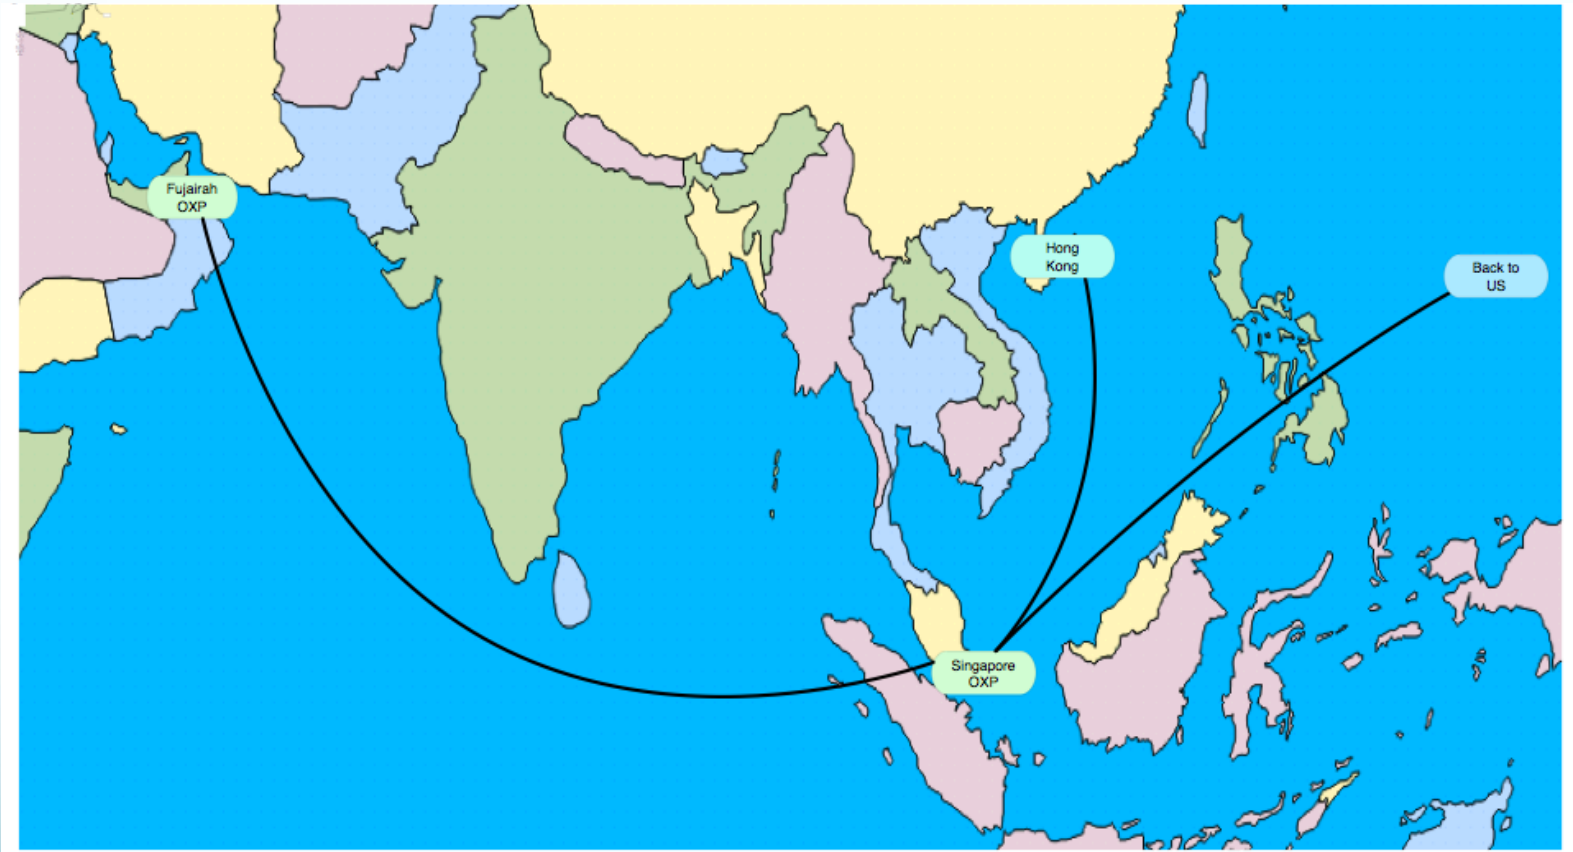 Fujairah
OXP
Hong
Kong
Back to
US
Singapore
OXP